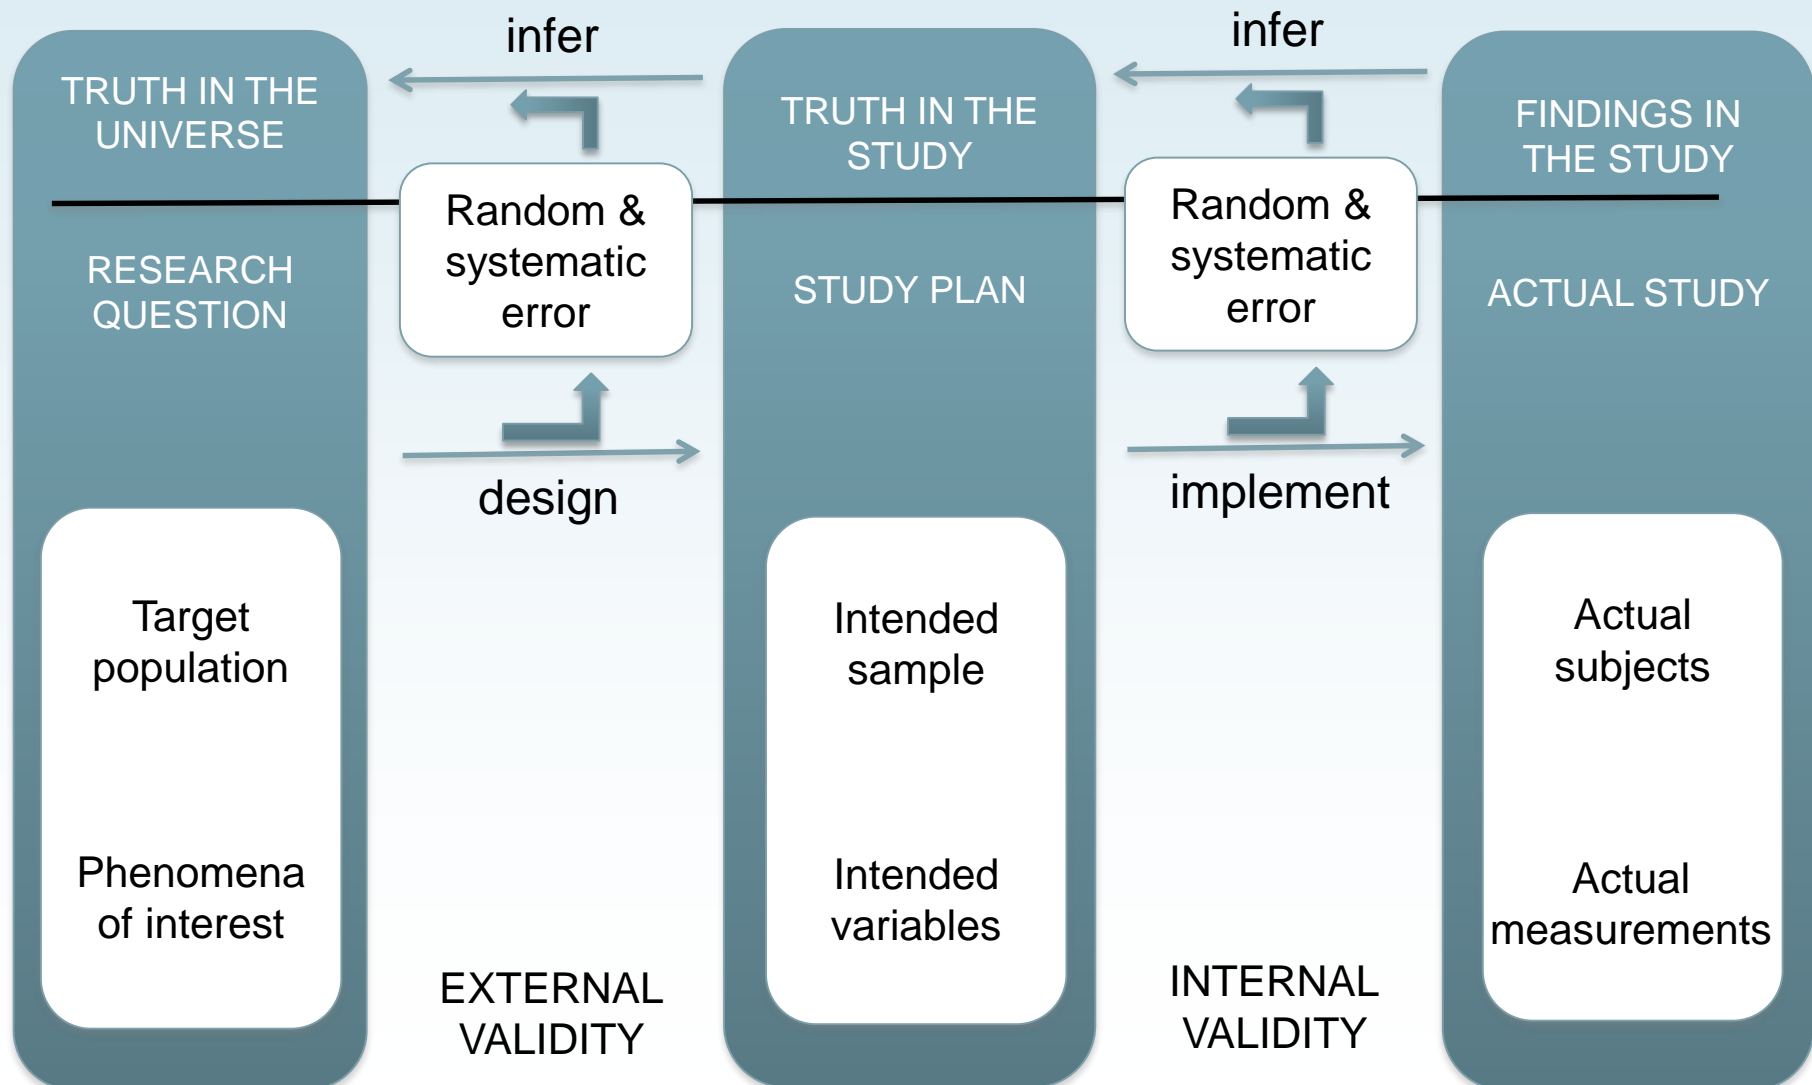 infer
infer
TRUTH IN THE
UNIVERSE
TRUTH IN THE
STUDY
FINDINGS IN
THE STUDY
Random &
systematic
error
Random &
systematic
error
RESEARCH
QUESTION
STUDY PLAN
ACTUAL STUDY
design
implement
Target
population
Intended
sample
Actual
subjects
Phenomena
of interest
Intended
variables
Actual
measurements
EXTERNAL
VALIDITY
INTERNAL
VALIDITY